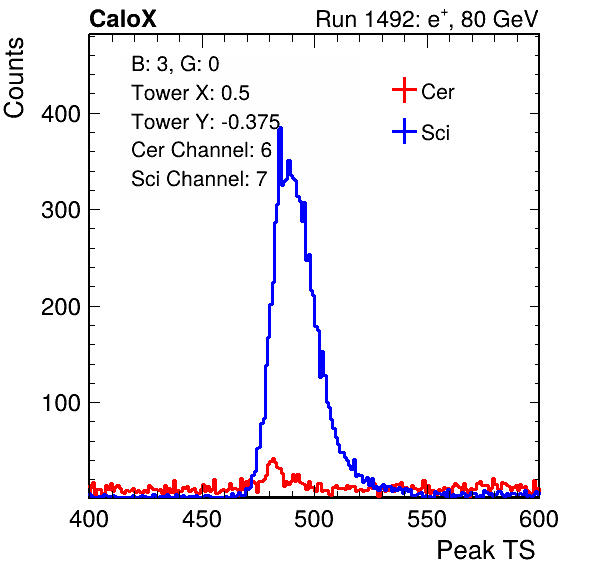 CaloX Run 1492: e⁺, 80 GeV
Counts
B: 3, G: 0
Tower X: 0.5
Tower Y: -0.375
Cer Channel: 6
Sci Channel: 7
Cer
Sci
400
300
200
100
400 450 500 550 600
Peak TS